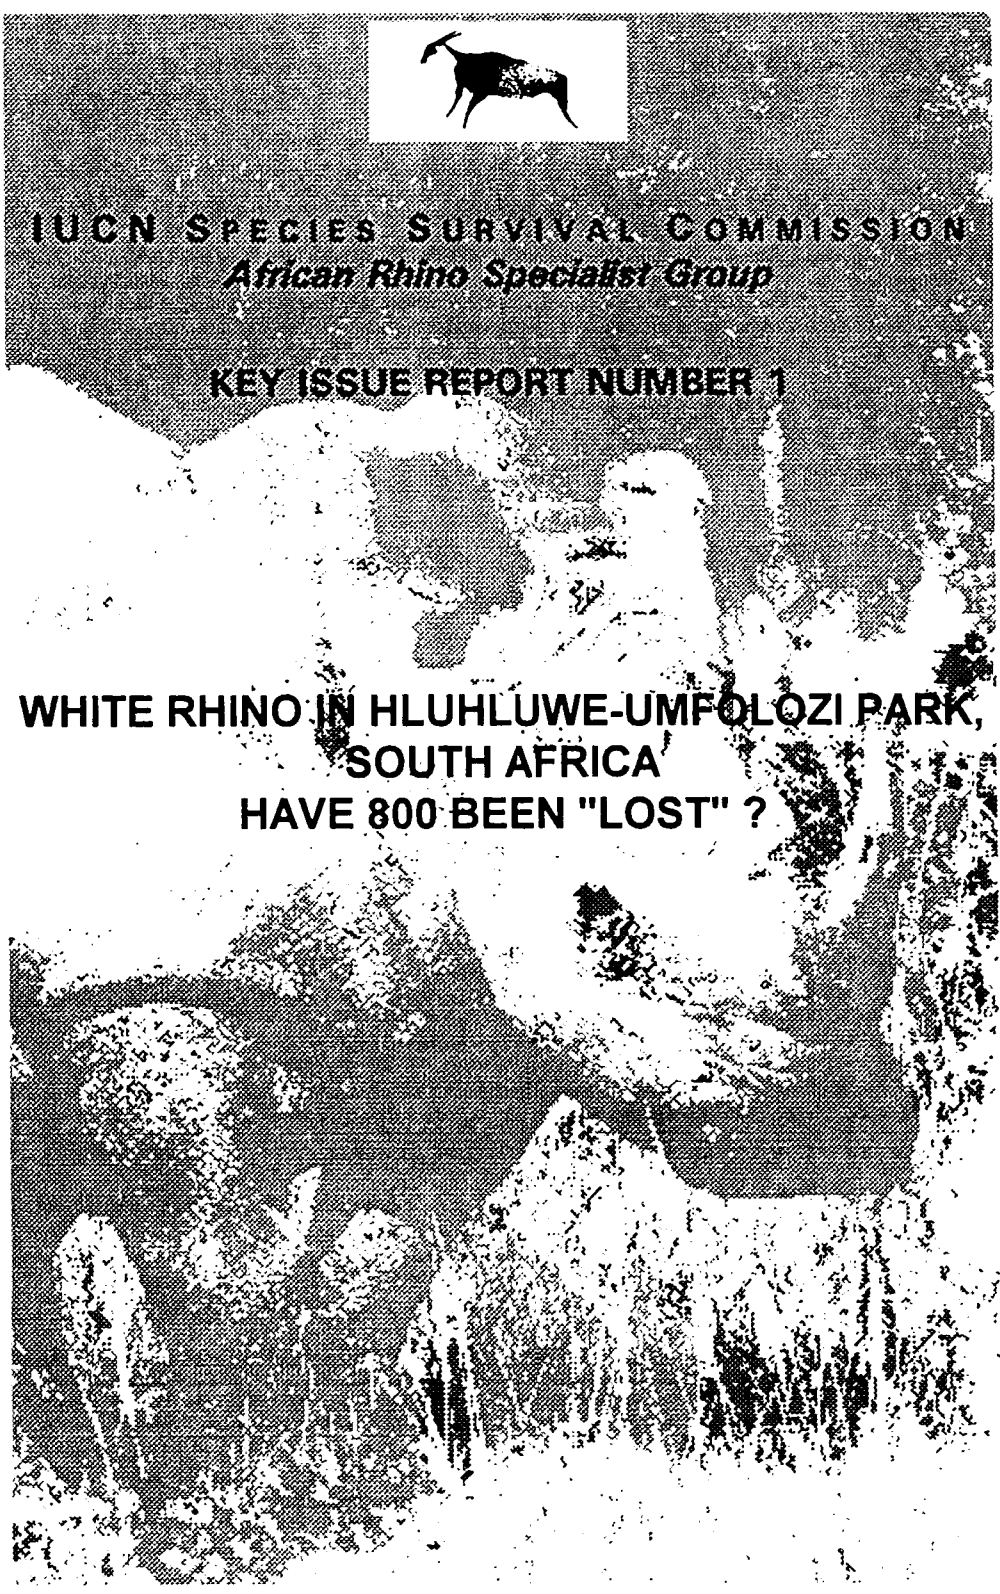 IUCN SPECIES SURVIVAL COMMISSION
African Rhino Specialist Group
KEY ISSUE REPORT NUMBER 1
WHITE RHINO IN HLUHLUWE-UMFOLOZI PARK,
SOUTH AFRICA
HAVE 800 BEEN "LOST" ?